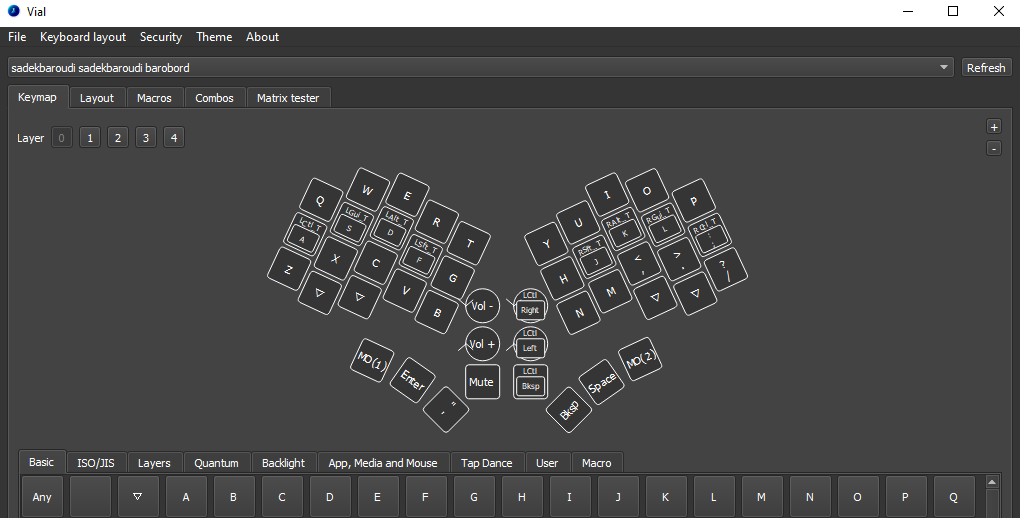 Vial
File Keyboard layout Security Theme About
sadekbaroudi sadekbaroudi barobord Refresh
Keymap Layout Macros Combos Matrix tester
Layer 0 1 2 3 4 +
-
Q W E R T Y U I O P
LCtl_T A LGui_T S LAlt_T D LSft_T F G H RSft_T J RAlt_T K RGui_T L RCtl_T : ;
Z X C V B N M < , > . ? /
▽ ▽ ▽ ▽
Vol - LCtl Right
Vol + LCtl Left
Mute LCtl Bksp
MO(1) Enter , " Bksp Space MO(2)
Basic ISO/JIS Layers Quantum Backlight App, Media and Mouse Tap Dance User Macro
Any ▽ A B C D E F G H I J K L M N O P Q